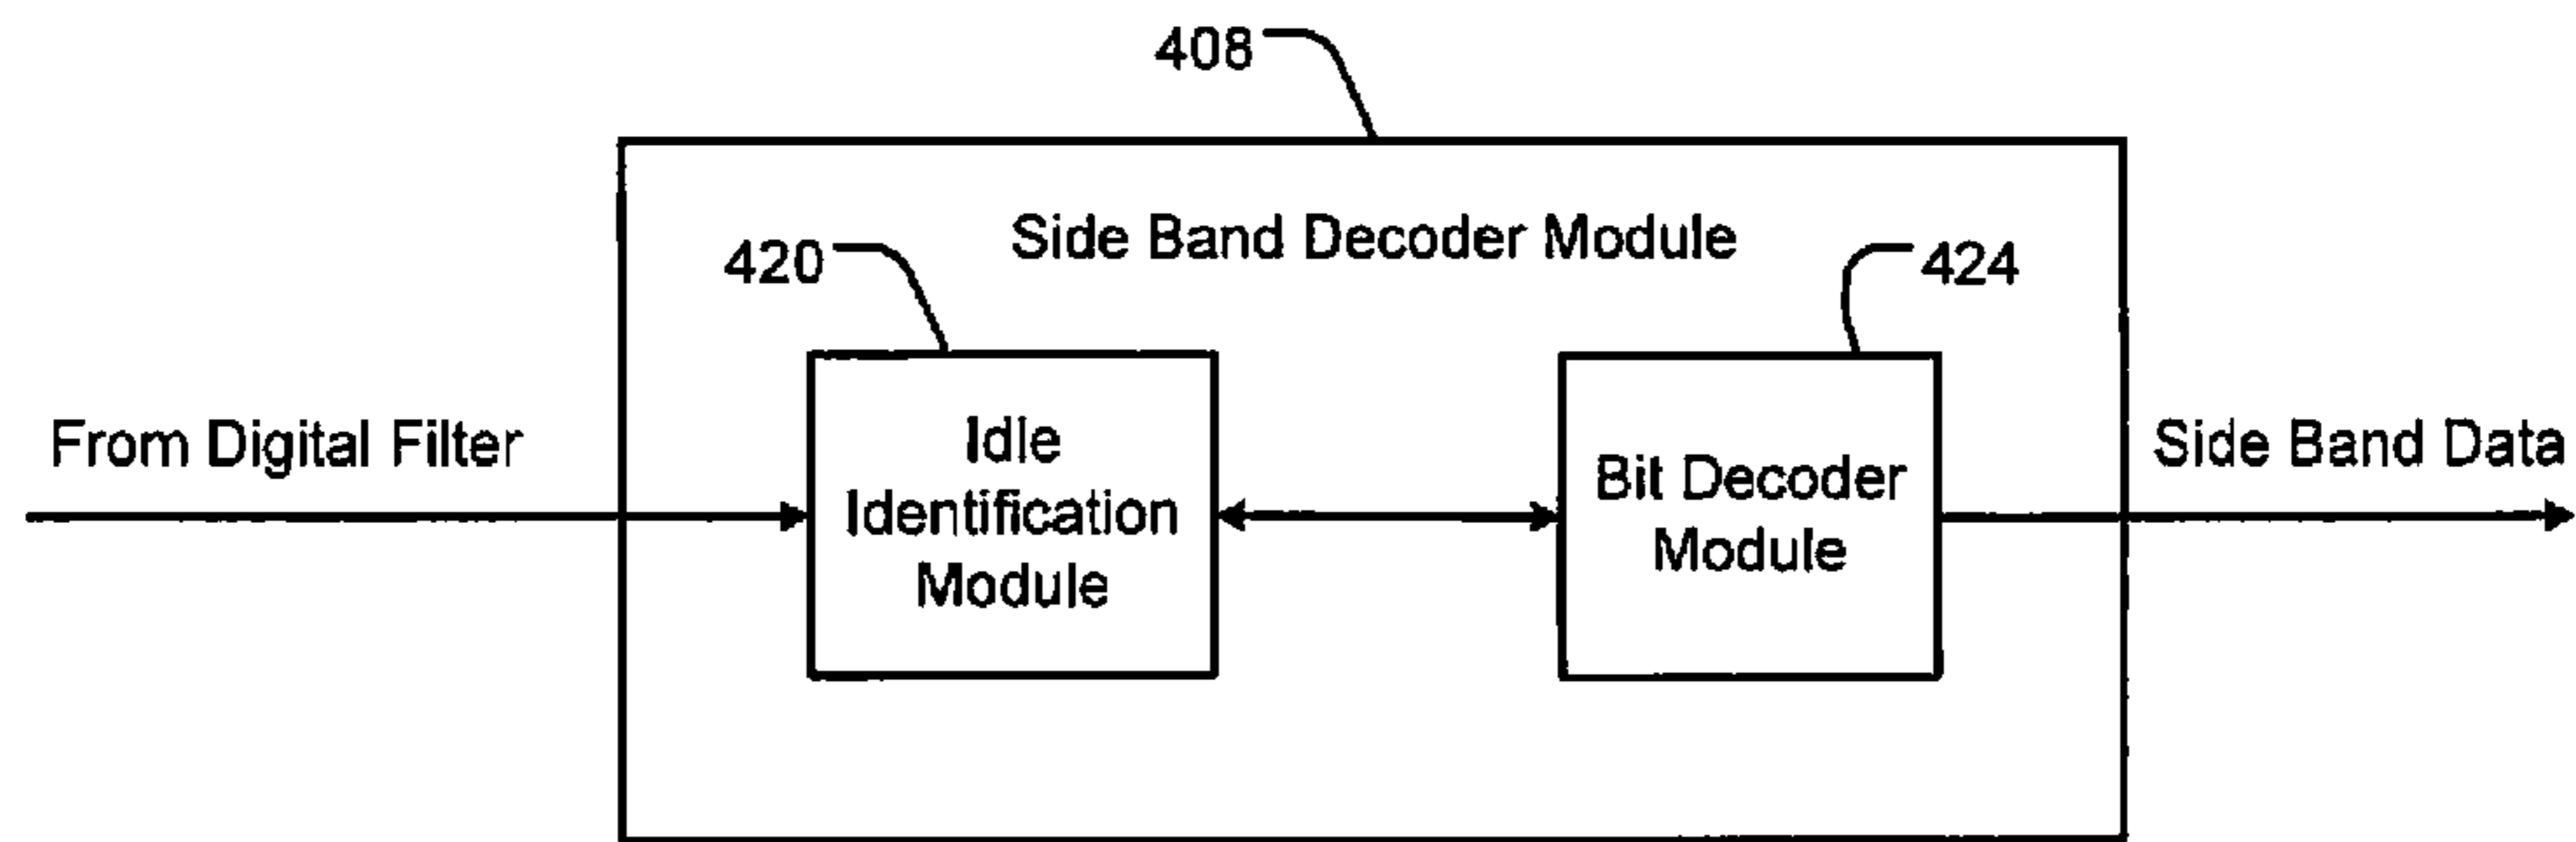 408
Side Band Decoder Module
420
424
From Digital Filter
Idle
Identification
Module
Bit Decoder
Module
Side Band Data